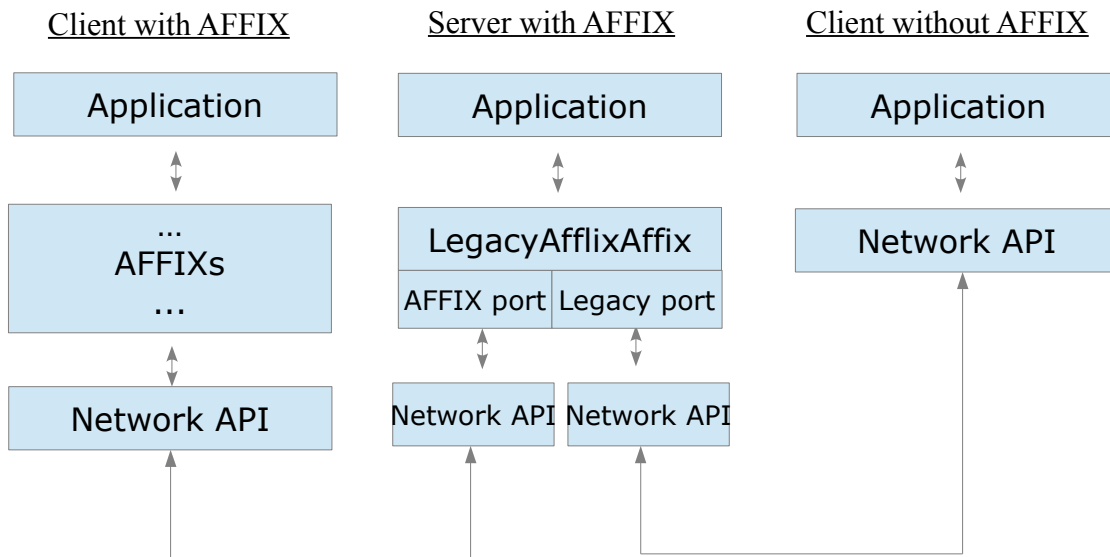 Client with AFFIX
Server with AFFIX
Client without AFFIX
Application
Application
Application
...
AFFIXs
...
LegacyAfflixAffix
AFFIX port
Legacy port
Network API
Network API
Network API
Network API